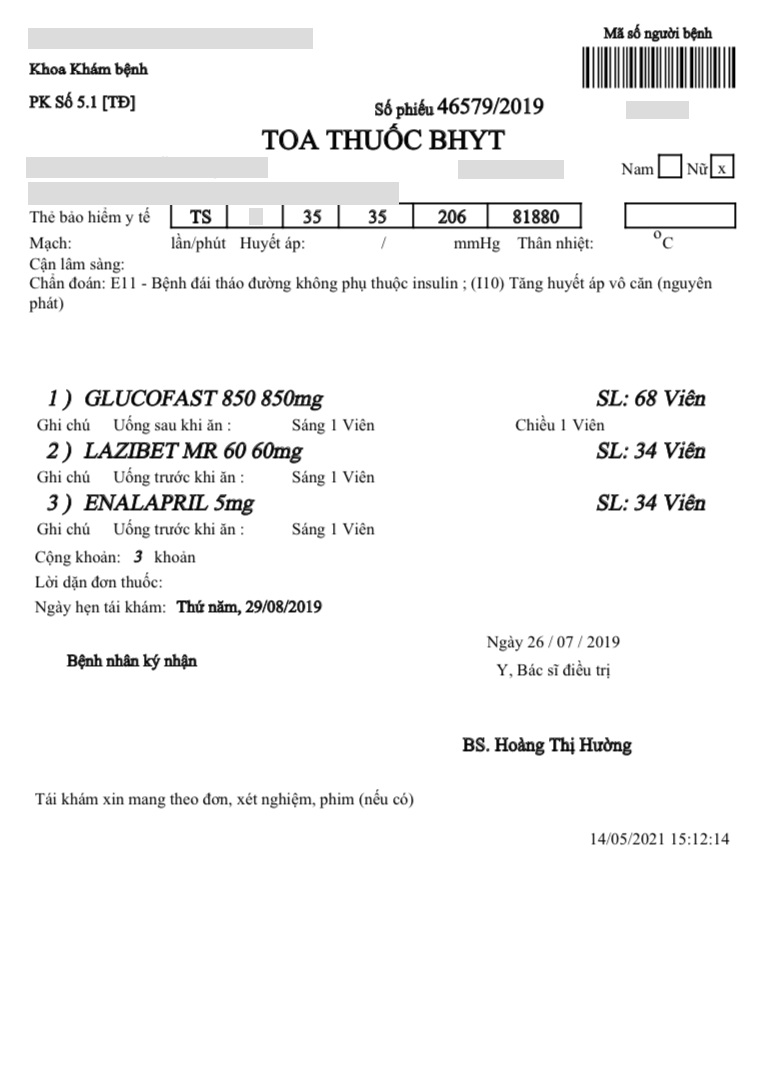 Mã số người bệnh
Khoa Khám bệnh
PK Số 5.1 [TĐ]
Số phiếu 46579/2019
TOA THUỐC BHYT
Nam Nữ x
Thẻ bảo hiểm y tế TS 35 35 206 81880
Mạch: lần/phút Huyết áp: / mmHg Thân nhiệt: °C
Cận lâm sàng:
Chẩn đoán: E11 - Bệnh đái tháo đường không phụ thuộc insulin ; (I10) Tăng huyết áp vô căn (nguyên
phát)
1 ) GLUCOFAST 850 850mg SL: 68 Viên
Ghi chú Uống sau khi ăn : Sáng 1 Viên Chiều 1 Viên
2 ) LAZIBET MR 60 60mg SL: 34 Viên
Ghi chú Uống trước khi ăn : Sáng 1 Viên
3 ) ENALAPRIL 5mg SL: 34 Viên
Ghi chú Uống trước khi ăn : Sáng 1 Viên
Cộng khoản: 3 khoản
Lời dặn đơn thuốc:
Ngày hẹn tái khám: Thứ năm, 29/08/2019
Ngày 26 / 07 / 2019
Bệnh nhân ký nhận
Y, Bác sĩ điều trị
BS. Hoàng Thị Hường
Tái khám xin mang theo đơn, xét nghiệm, phim (nếu có)
14/05/2021 15:12:14